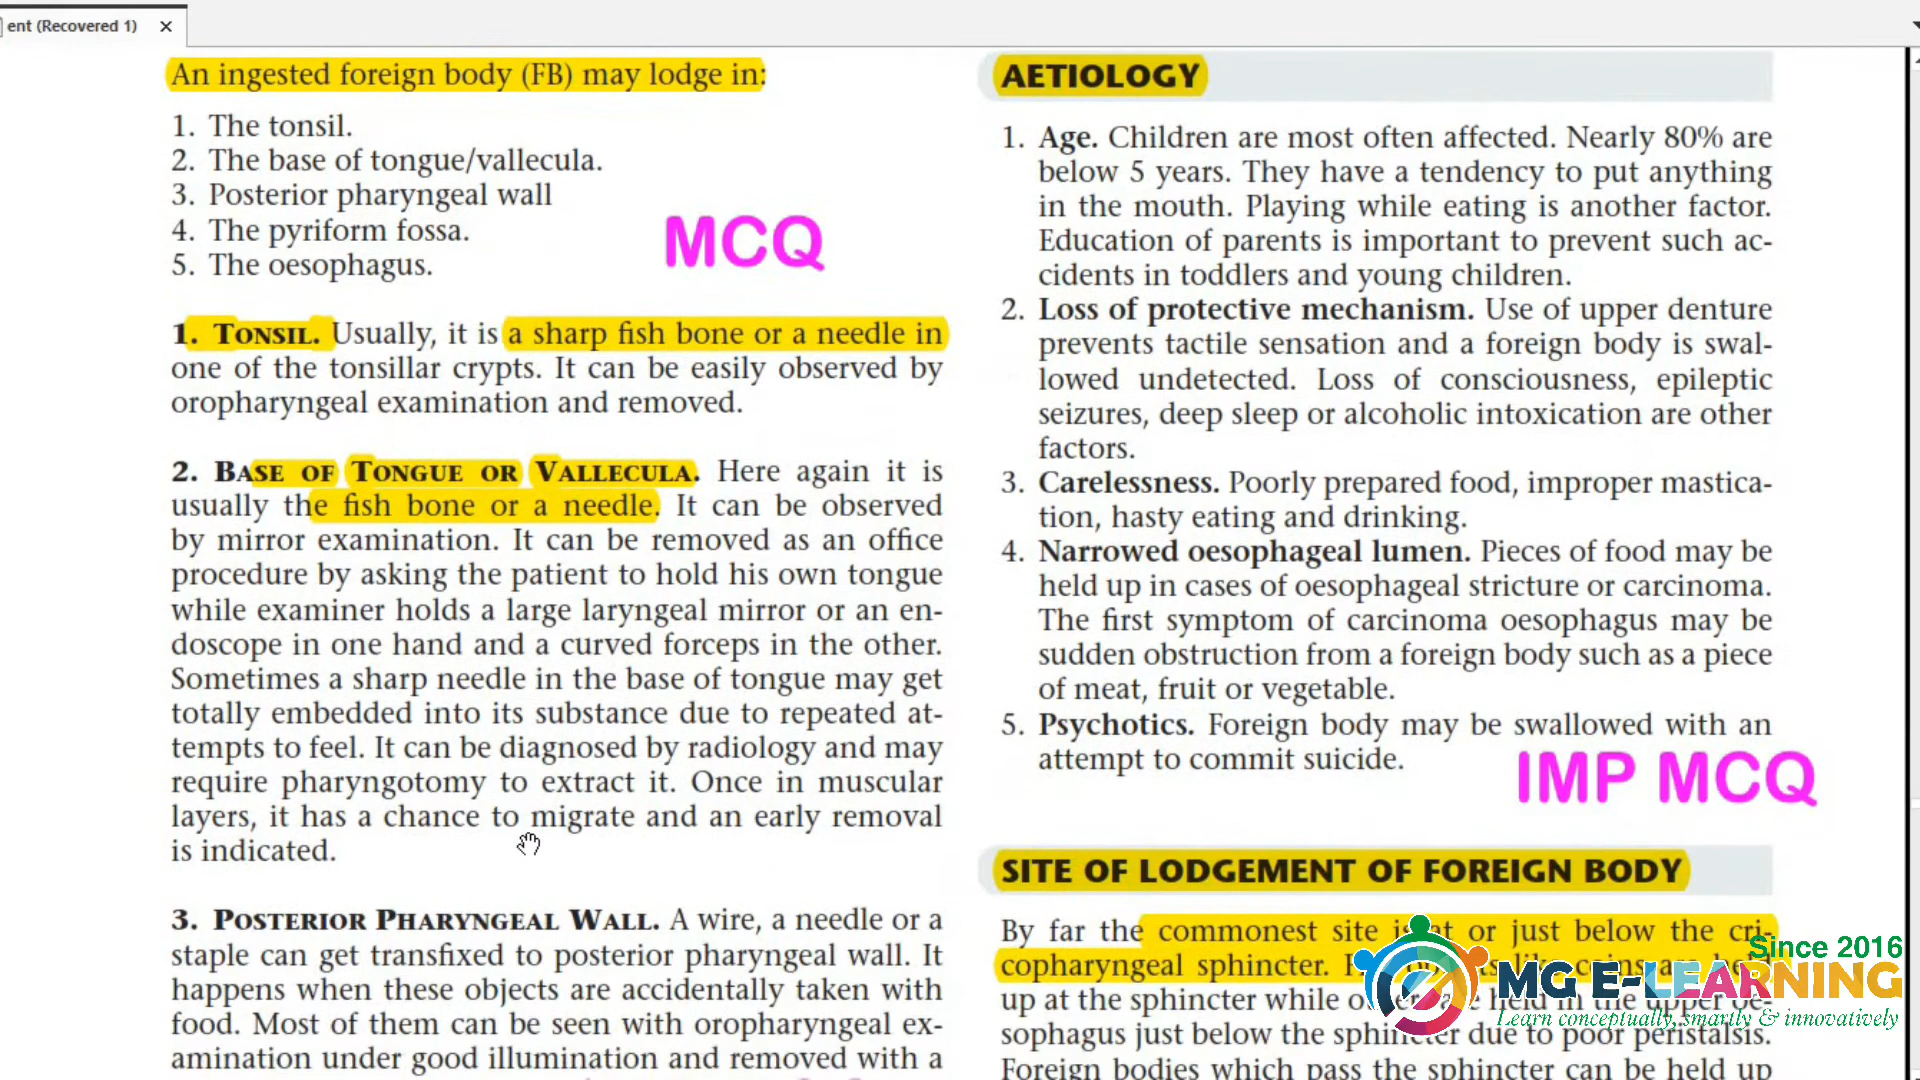 ent (Recovered 1)
An ingested foreign body (FB) may lodge in:
1. The tonsil.
2. The base of tongue/vallecula.
3. Posterior pharyngeal wall
4. The pyriform fossa.
5. The oesophagus.
MCQ
1. TONSIL. Usually, it is a sharp fish bone or a needle in
one of the tonsillar crypts. It can be easily observed by
oropharyngeal examination and removed.
2. BASE OF TONGUE OR VALLECULA. Here again it is
usually the fish bone or a needle. It can be observed
by mirror examination. It can be removed as an office
procedure by asking the patient to hold his own tongue
while examiner holds a large laryngeal mirror or an en-
doscope in one hand and a curved forceps in the other.
Sometimes a sharp needle in the base of tongue may get
totally embedded into its substance due to repeated at-
tempts to feel. It can be diagnosed by radiology and may
require pharyngotomy to extract it. Once in muscular
layers, it has a chance to migrate and an early removal
is indicated.
3. POSTERIOR PHARYNGEAL WALL. A wire, a needle or a
staple can get transfixed to posterior pharyngeal wall. It
happens when these objects are accidentally taken with
food. Most of them can be seen with oropharyngeal ex-
amination under good illumination and removed with a
AETIOLOGY
1. Age. Children are most often affected. Nearly 80% are
below 5 years. They have a tendency to put anything
in the mouth. Playing while eating is another factor.
Education of parents is important to prevent such ac-
cidents in toddlers and young children.
2. Loss of protective mechanism. Use of upper denture
prevents tactile sensation and a foreign body is swal-
lowed undetected. Loss of consciousness, epileptic
seizures, deep sleep or alcoholic intoxication are other
factors.
3. Carelessness. Poorly prepared food, improper mastica-
tion, hasty eating and drinking.
4. Narrowed oesophageal lumen. Pieces of food may be
held up in cases of oesophageal stricture or carcinoma.
The first symptom of carcinoma oesophagus may be
sudden obstruction from a foreign body such as a piece
of meat, fruit or vegetable.
5. Psychotics. Foreign body may be swallowed with an
attempt to commit suicide.
IMP MCQ
SITE OF LODGEMENT OF FOREIGN BODY
By far the commonest site is at or just below the cri-
copharyngeal sphincter. like coins are
up at the sphincter while held in the upper oe-
sophagus just below the sphincter due to poor peristalsis.
Foreign bodies which pass the sphincter can be held up
Since 2016
MG E-LEARNING
Learn conceptually, smartly & innovatively